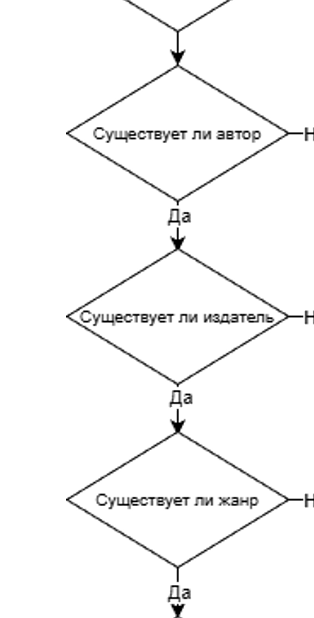 Существует ли автор
Н
Да
Существует ли издатель
Н
Да
Существует ли жанр
Н
Да